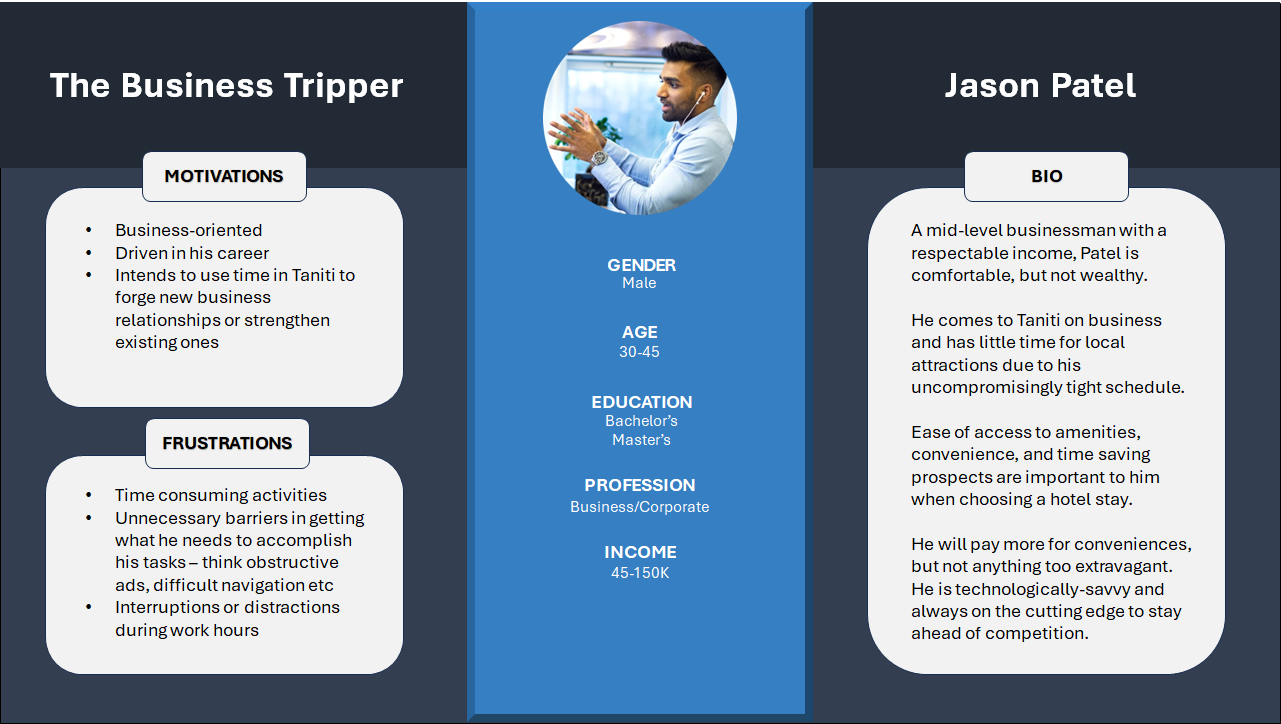 The Business Tripper
MOTIVATIONS
• Business-oriented
• Driven in his career
• Intends to use time in Taniti to
forge new business
relationships or strengthen
existing ones
FRUSTRATIONS
• Time consuming activities
• Unnecessary barriers in getting
what he needs to accomplish
his tasks – think obstructive
ads, difficult navigation etc
• Interruptions or distractions
during work hours
GENDER
Male
AGE
30-45
EDUCATION
Bachelor’s
Master’s
PROFESSION
Business/Corporate
INCOME
45-150K
Jason Patel
BIO
A mid-level businessman with a
respectable income, Patel is
comfortable, but not wealthy.
He comes to Taniti on business
and has little time for local
attractions due to his
uncompromisingly tight schedule.
Ease of access to amenities,
convenience, and time saving
prospects are important to him
when choosing a hotel stay.
He will pay more for conveniences,
but not anything too extravagant.
He is technologically-savvy and
always on the cutting edge to stay
ahead of competition.